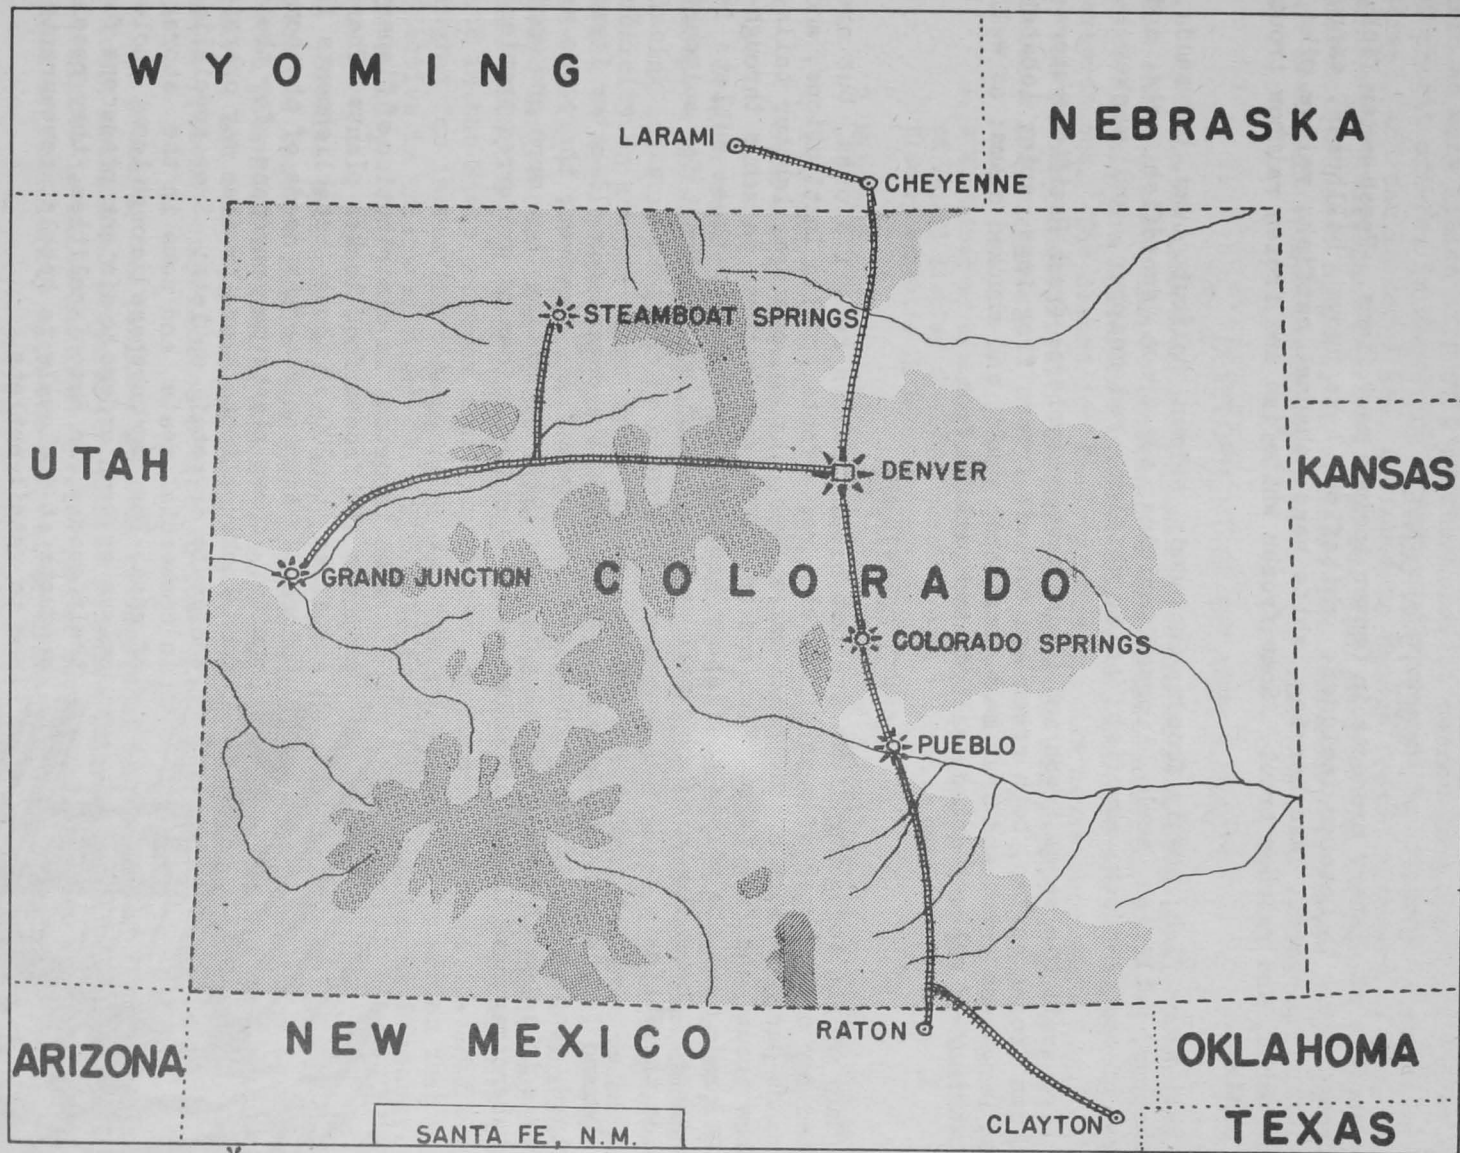 WYOMING
NEBRASKA
LARAMI
CHEYENNE
STEAMBOAT SPRINGS
UTAH
DENVER
KANSAS
GRAND JUNCTION
COLORADO
COLORADO SPRINGS
PUEBLO
NEW MEXICO
RATON
ARIZONA
OKLAHOMA
CLAYTON
TEXAS
SANTA FE, N.M.